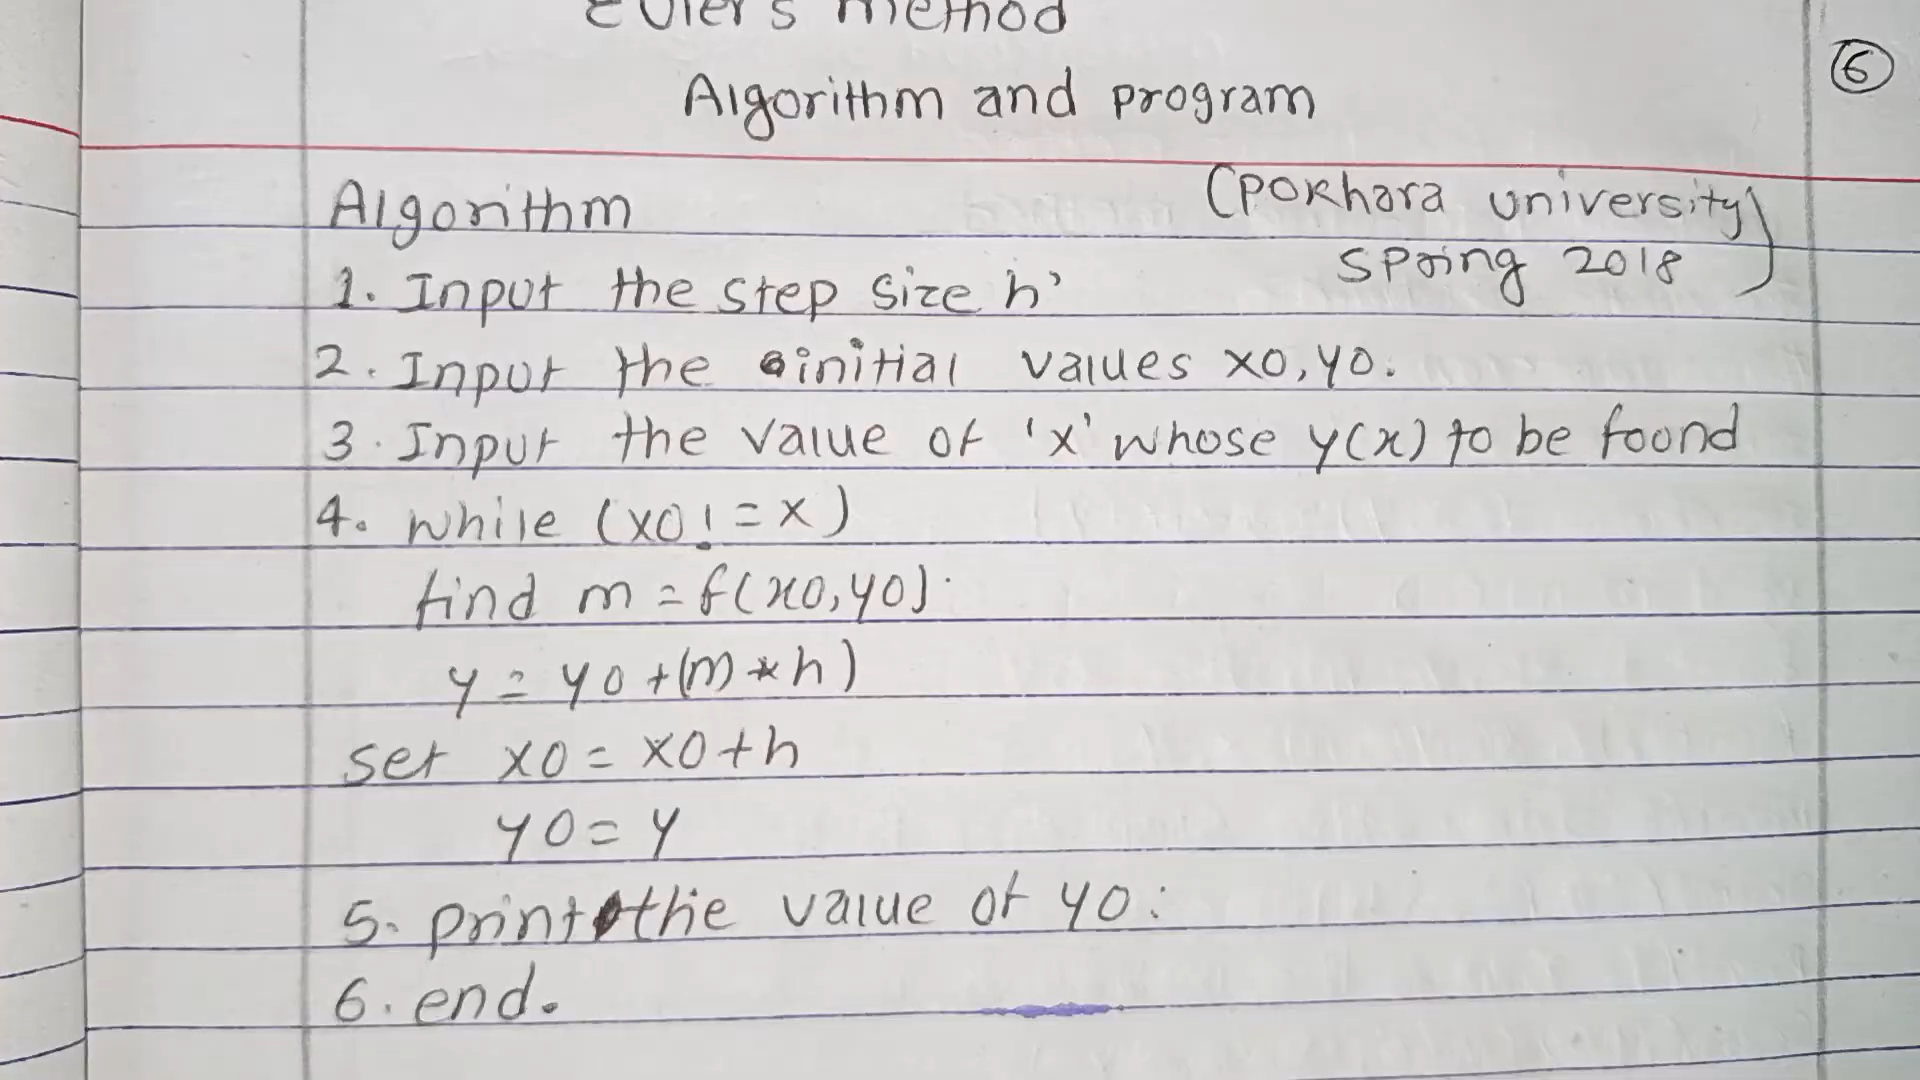 Euler's method
Algorithm and program
6
Algorithm (Pokhara university
Spring 2018)
1. Input the step size h'
2. Input the initial values x0, y0.
3. Input the value of 'x' whose y(x) to be found
4. while (x0!=x)
find m = f(x0,y0).
y = y0+(m*h)
set x0 = x0+h
y0 = y
5. print the value of y0:
6. end.